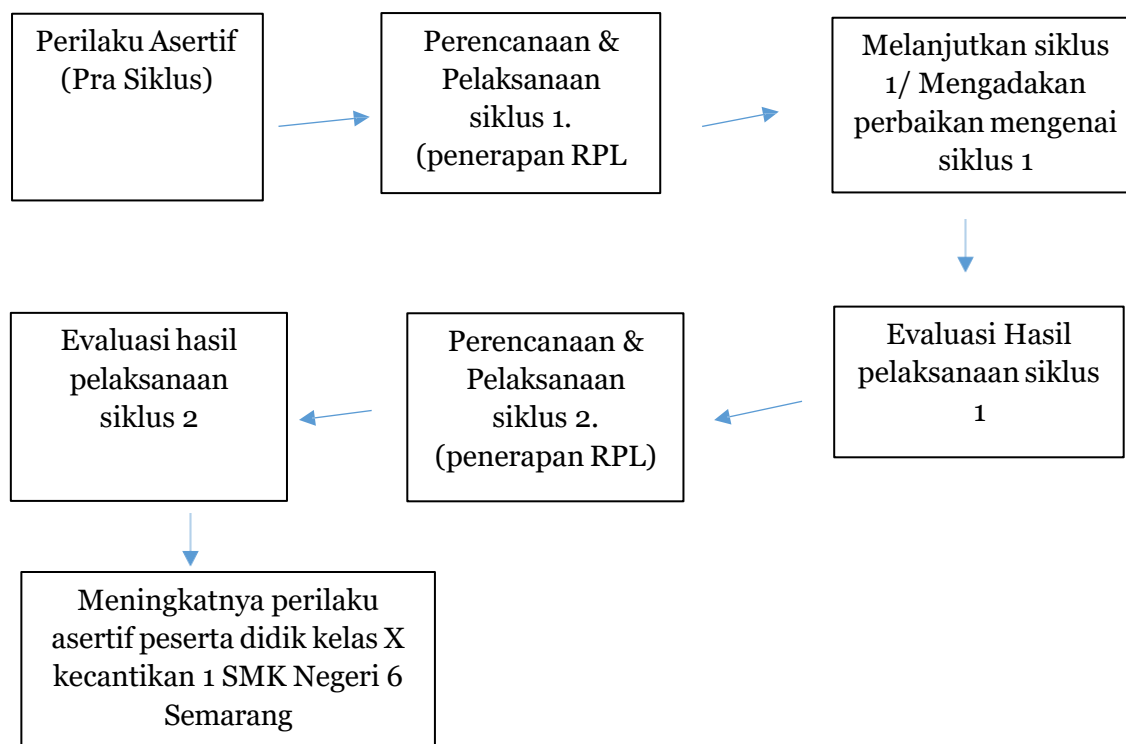 Perilaku Asertif
(Pra Siklus)
Perencanaan &
Pelaksanaan
siklus 1.
(penerapan RPL
Melanjutkan siklus
1/ Mengadakan
perbaikan mengenai
siklus 1
Evaluasi Hasil
pelaksanaan siklus
1
Perencanaan &
Pelaksanaan
siklus 2.
(penerapan RPL)
Evaluasi hasil
pelaksanaan
siklus 2
Meningkatnya perilaku
asertif peserta didik kelas X
kecantikan 1 SMK Negeri 6
Semarang